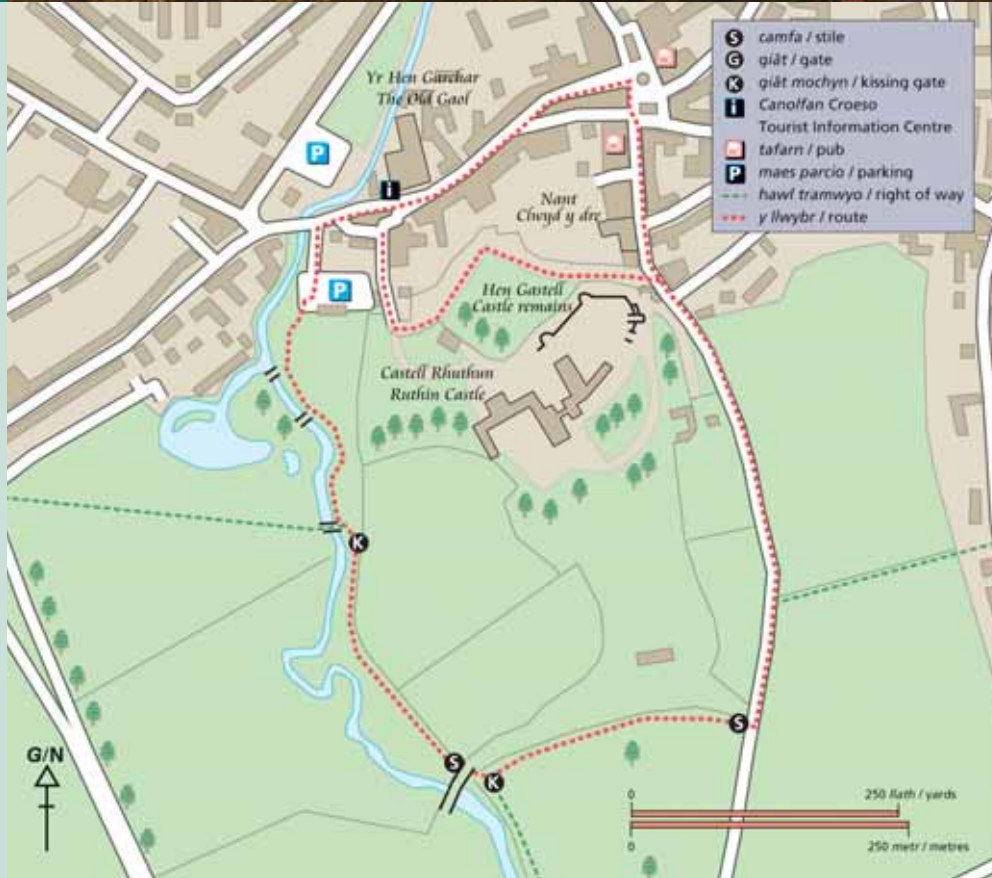 Yr Hen Garchar
The Old Gaol
S camfa / stile
G giât / gate
K giât mochyn / kissing gate
i Canolfan Croeso
Tourist Information Centre
tafarn / pub
P maes parcio / parking
hawl tramwyo / right of way
y llwybr / route
P
i
Nant
Clwyd y dre
P
Hen Gastell
Castle remains
Castell Rhuthun
Ruthin Castle
K
S
S
K
G/N
0 250 llath / yards
0 250 metr / metres